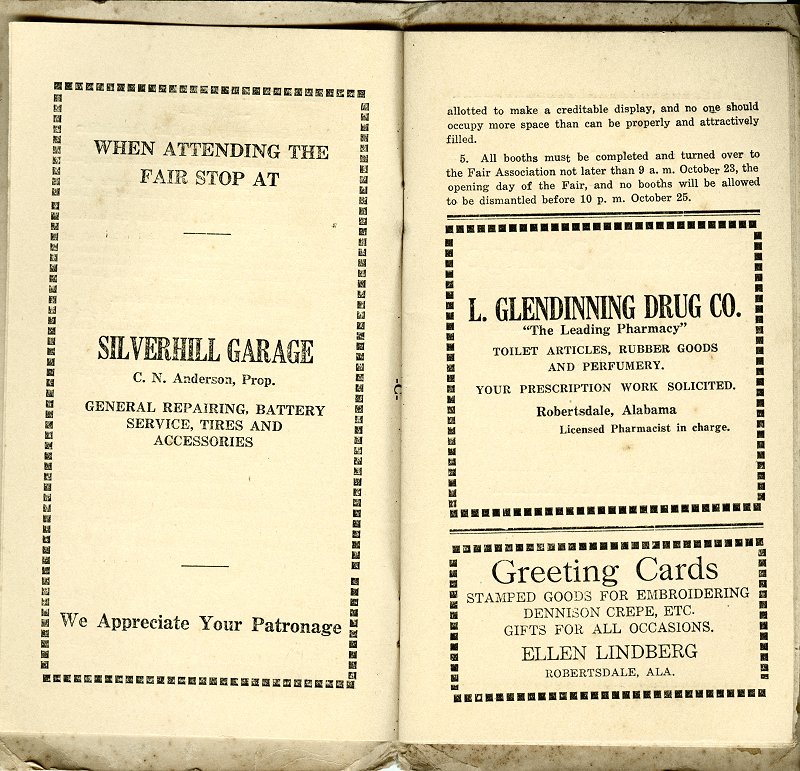 WHEN ATTENDING THE
FAIR STOP AT
SILVERHILL GARAGE
C. N. Anderson, Prop.
GENERAL REPAIRING, BATTERY
SERVICE, TIRES AND
ACCESSORIES
We Appreciate Your Patronage
allotted to make a creditable display, and no one should
occupy more space than can be properly and attractively
filled.
5. All booths must be completed and turned over to
the Fair Association not later than 9 a. m. October 23, the
opening day of the Fair, and no booths will be allowed
to be dismantled before 10 p. m. October 25.
L. GLENDINNING DRUG CO.
"The Leading Pharmacy"
TOILET ARTICLES, RUBBER GOODS
AND PERFUMERY.
YOUR PRESCRIPTION WORK SOLICITED.
Robertsdale, Alabama
Licensed Pharmacist in charge.
Greeting Cards
STAMPED GOODS FOR EMBROIDERING
DENNISON CREPE, ETC.
GIFTS FOR ALL OCCASIONS.
ELLEN LINDBERG
ROBERTSDALE, ALA.